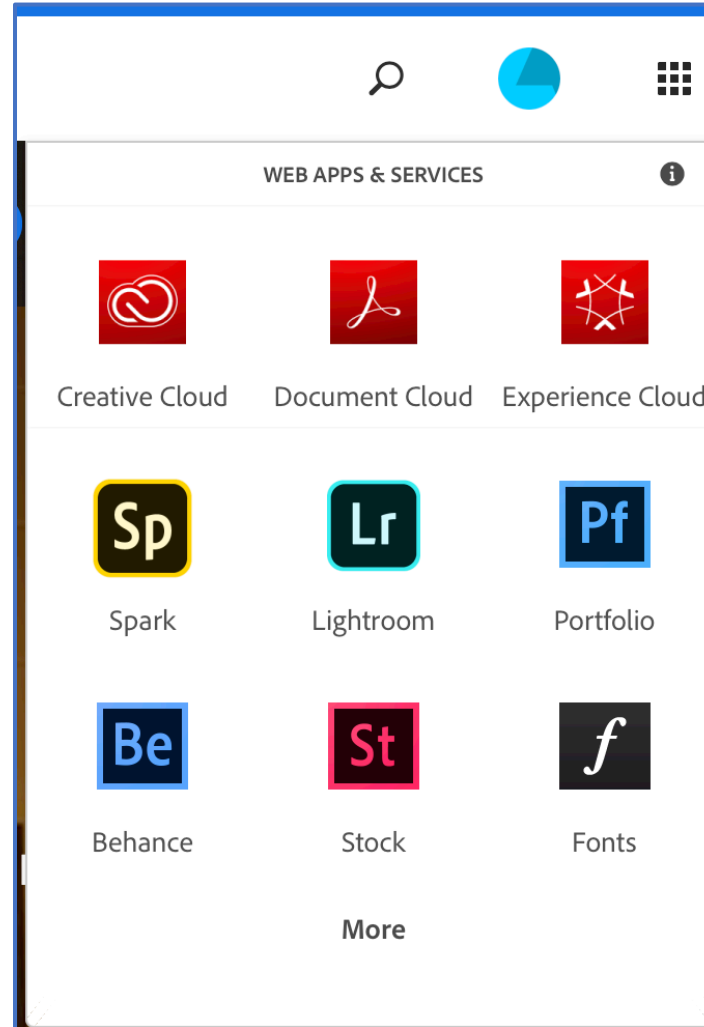 WEB APPS & SERVICES
Creative Cloud Document Cloud Experience Cloud
Sp Lr Pf
Spark Lightroom Portfolio
Be St f
Behance Stock Fonts
More